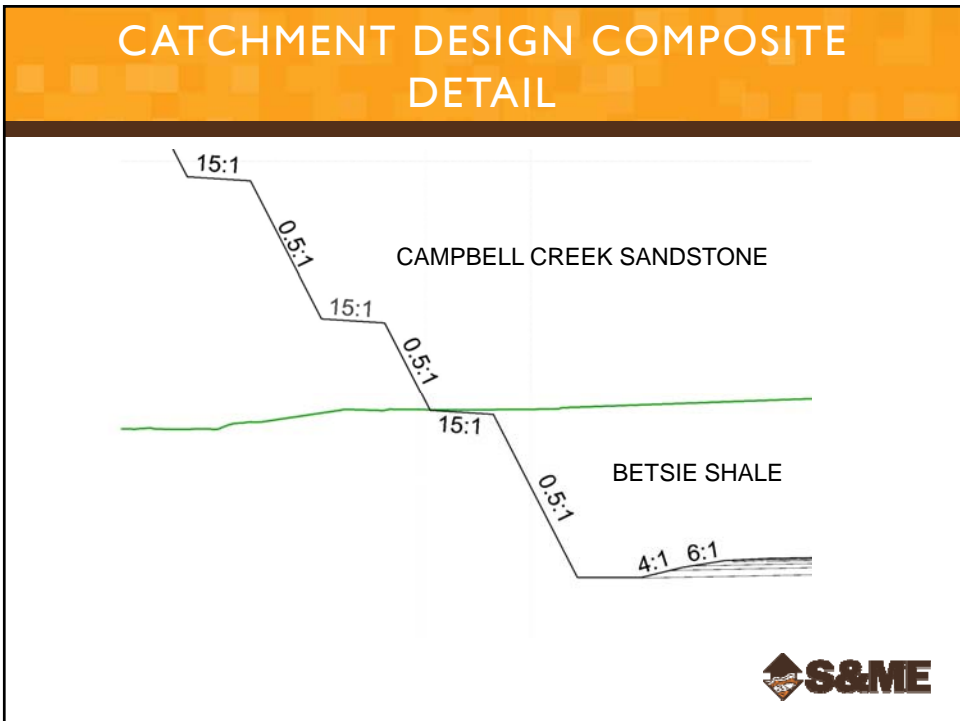 CATCHMENT DESIGN COMPOSITE
DETAIL
15:1
0.5:1
CAMPBELL CREEK SANDSTONE
15:1
0.5:1
15:1
BETSIE SHALE
0.5:1
4:1
6:1
S&ME